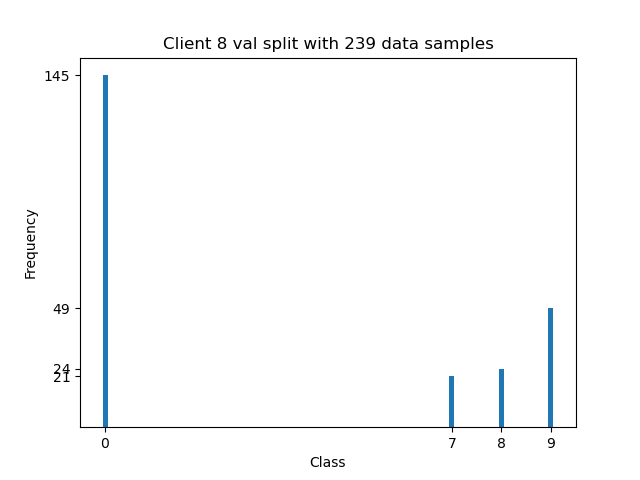 Client 8 val split with 239 data samples
145
49
24
21
Frequency
0 7 8 9
Class